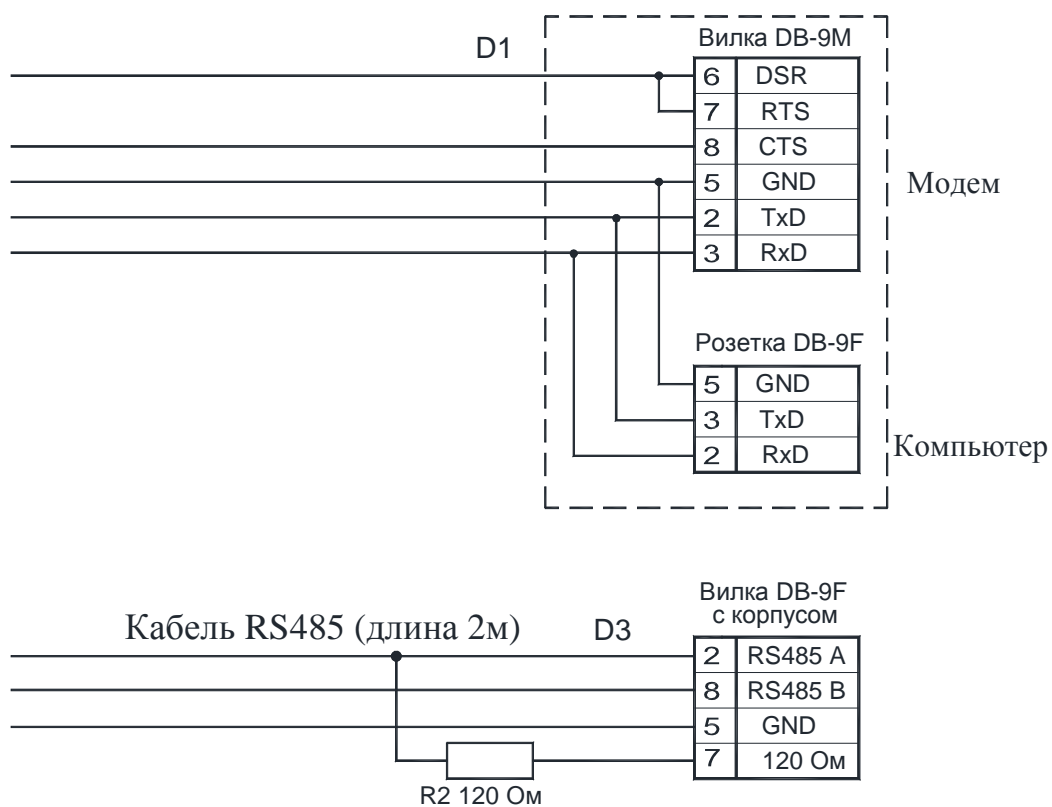 D1
Вилка DB-9M
6 DSR
7 RTS
8 CTS
5 GND
2 TxD
3 RxD
Модем
Розетка DB-9F
5 GND
3 TxD
2 RxD
Компьютер
Кабель RS485 (длина 2м)
D3
Вилка DB-9F
с корпусом
2 RS485 A
8 RS485 B
5 GND
7 120 Ом
R2 120 Ом